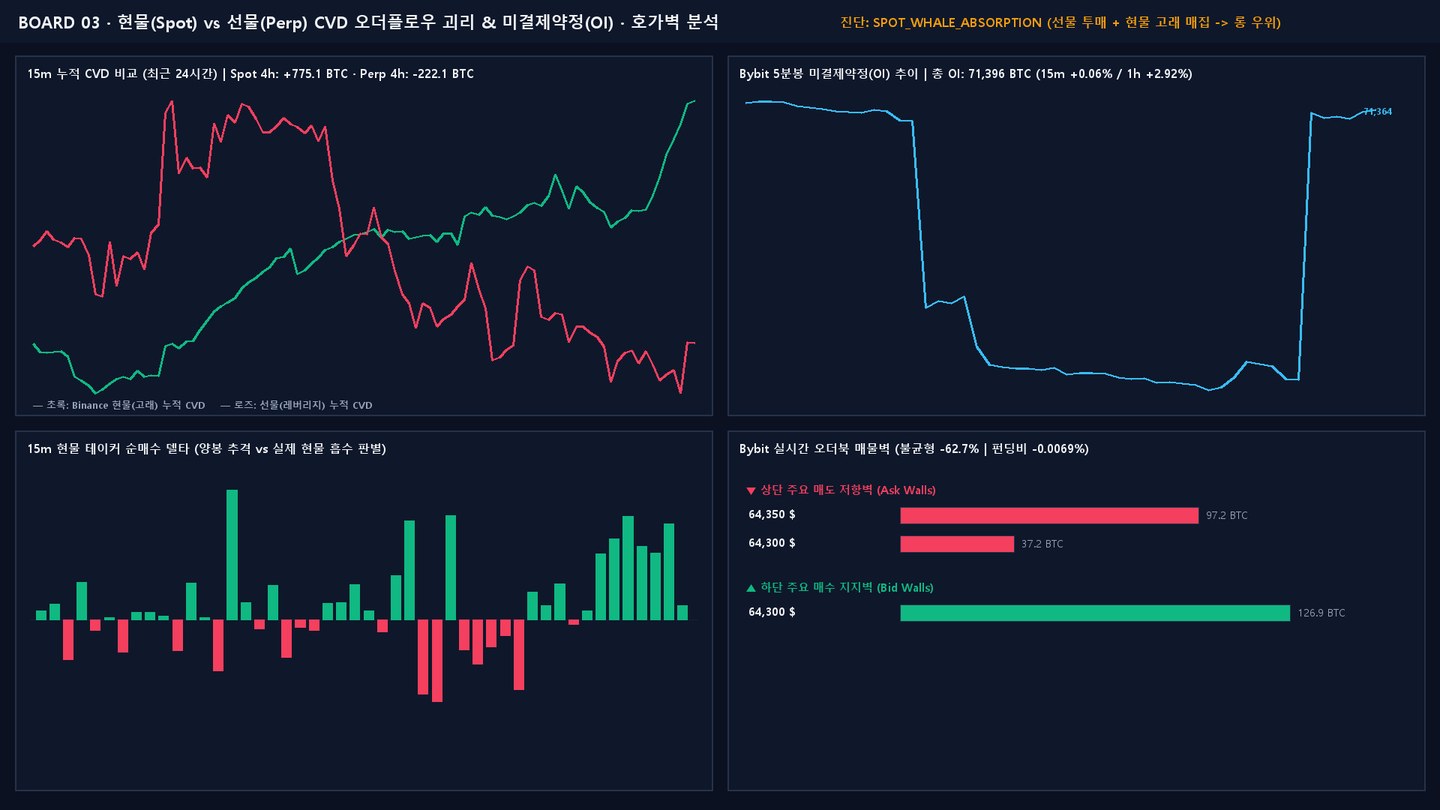 BOARD 03 · 현물(Spot) vs 선물(Perp) CVD 오더플로우 괴리 & 미결제약정(OI) · 호가벽 분석
진단: SPOT_WHALE_ABSORPTION (선물 투매 + 현물 고래 매집 -> 롱 우위)
15m 누적 CVD 비교 (최근 24시간) | Spot 4h: +775.1 BTC · Perp 4h: -222.1 BTC
— 초록: Binance 현물(고래) 누적 CVD — 로즈: 선물(레버리지) 누적 CVD
Bybit 5분봉 미결제약정(OI) 추이 | 총 OI: 71,396 BTC (15m +0.06% / 1h +2.92%)
71,364
15m 현물 테이커 순매수 델타 (양봉 추격 vs 실제 현물 흡수 판별)
Bybit 실시간 오더북 매물벽 (불균형 -62.7% | 펀딩비 -0.0069%)
▼ 상단 주요 매도 저항벽 (Ask Walls)
64,350 $ 97.2 BTC
64,300 $ 37.2 BTC
▲ 하단 주요 매수 지지벽 (Bid Walls)
64,300 $ 126.9 BTC